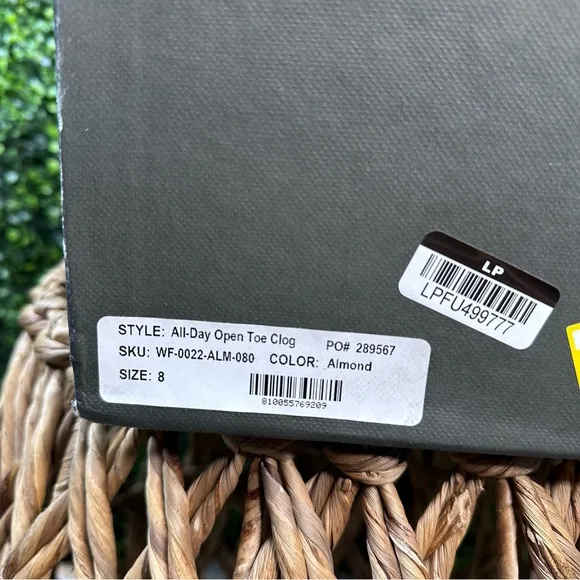 LP
LPFU499777
STYLE: All-Day Open Toe Clog PO# 289567
SKU: WF-0022-ALM-080 COLOR: Almond
SIZE: 8
810055769209